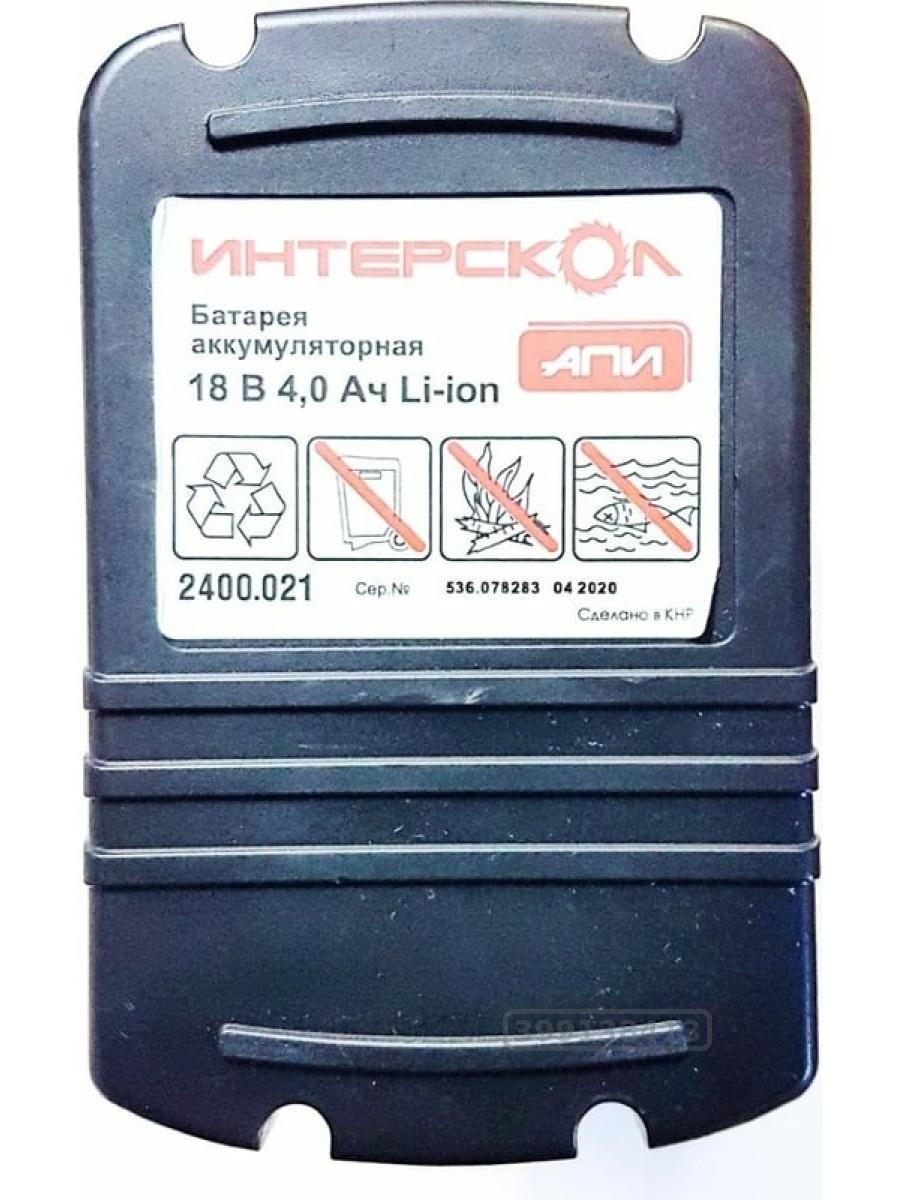 ИНТЕРСКОЛ
Батарея
аккумуляторная
АПИ
18 В 4,0 Ач Li-ion
2400.021 Сер.№ 536.078283 04 2020
Сделано в КНР